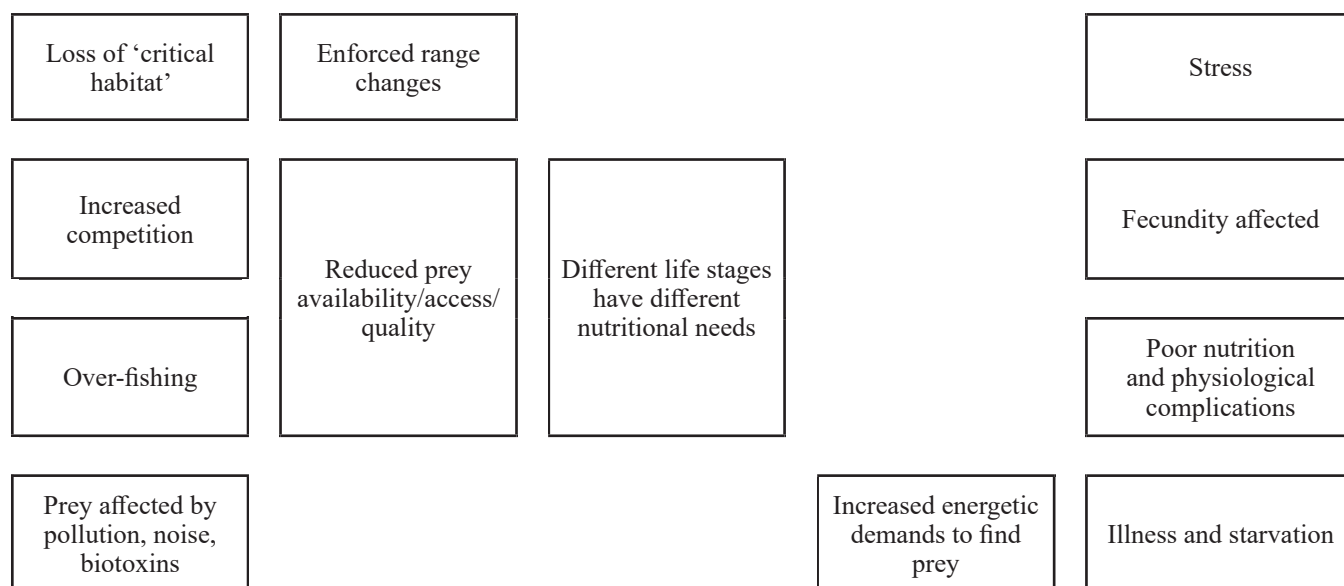 Loss of ‘critical
habitat’
Enforced range
changes
Stress
Increased
competition
Reduced prey
availability/access/
quality
Different life stages
have different
nutritional needs
Fecundity affected
Over-fishing
Poor nutrition
and physiological
complications
Prey affected by
pollution, noise,
biotoxins
Increased energetic
demands to find
prey
Illness and starvation